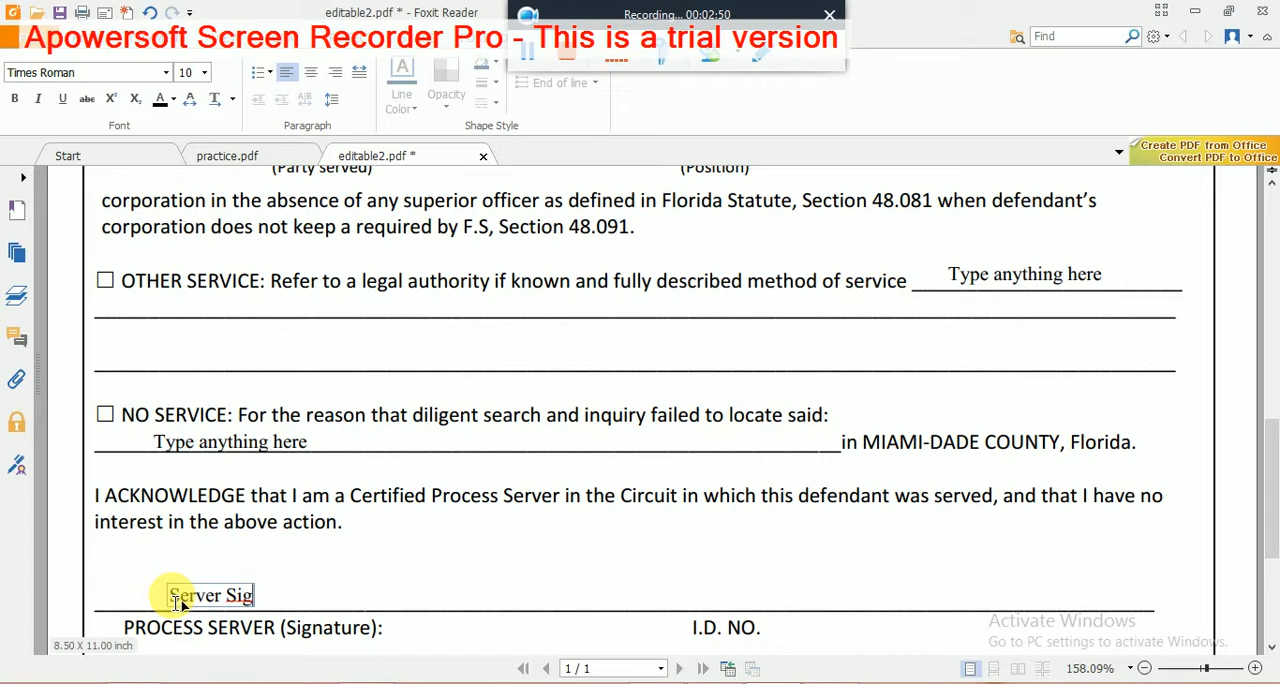 editable2.pdf * - Foxit Reader
Recording... 00:02:50
Apowersoft Screen Recorder Pro - This is a trial version
Find
Times Roman
10
Line
Color
Opacity
End of line
Font
Paragraph
Shape Style
Start
practice.pdf
editable2.pdf *
Create PDF from Office
Convert PDF to Office
(Party served)
(Position)
corporation in the absence of any superior officer as defined in Florida Statute, Section 48.081 when defendant's
corporation does not keep a required by F.S, Section 48.091.
OTHER SERVICE: Refer to a legal authority if known and fully described method of service Type anything here
NO SERVICE: For the reason that diligent search and inquiry failed to locate said:
Type anything here in MIAMI-DADE COUNTY, Florida.
I ACKNOWLEDGE that I am a Certified Process Server in the Circuit in which this defendant was served, and that I have no
interest in the above action.
Server Sig
PROCESS SERVER (Signature):
I.D. NO.
Activate Windows
Go to PC settings to activate Windows.
8.50 X 11.00 inch
1 / 1
158.09%